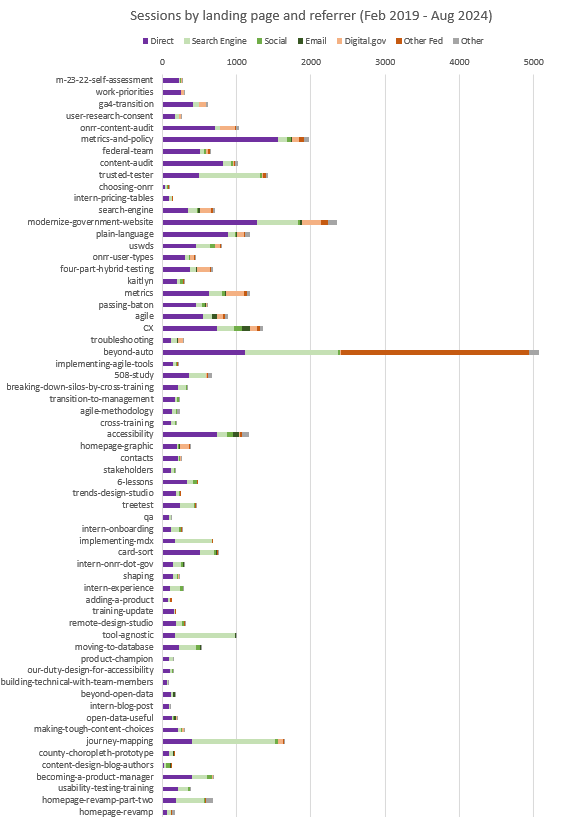 Sessions by landing page and referrer (Feb 2019 - Aug 2024)
Direct Search Engine Social Email Digital.gov Other Fed Other
0 1000 2000 3000 4000 5000
m-23-22-self-assessment
work-priorities
ga4-transition
user-research-consent
onrr-content-audit
metrics-and-policy
federal-team
content-audit
trusted-tester
choosing-onrr
intern-pricing-tables
search-engine
modernize-government-website
plain-language
uswds
onrr-user-types
four-part-hybrid-testing
kaitlyn
metrics
passing-baton
agile
CX
troubleshooting
beyond-auto
implementing-agile-tools
508-study
breaking-down-silos-by-cross-training
transition-to-management
agile-methodology
cross-training
accessibility
homepage-graphic
contacts
stakeholders
6-lessons
trends-design-studio
treetest
qa
intern-onboarding
implementing-mdx
card-sort
intern-onrr-dot-gov
shaping
intern-experience
adding-a-product
training-update
remote-design-studio
tool-agnostic
moving-to-database
product-champion
our-duty-design-for-accessibility
building-technical-with-team-members
beyond-open-data
intern-blog-post
open-data-useful
making-tough-content-choices
journey-mapping
county-choropleth-prototype
content-design-blog-authors
becoming-a-product-manager
usability-testing-training
homepage-revamp-part-two
homepage-revamp